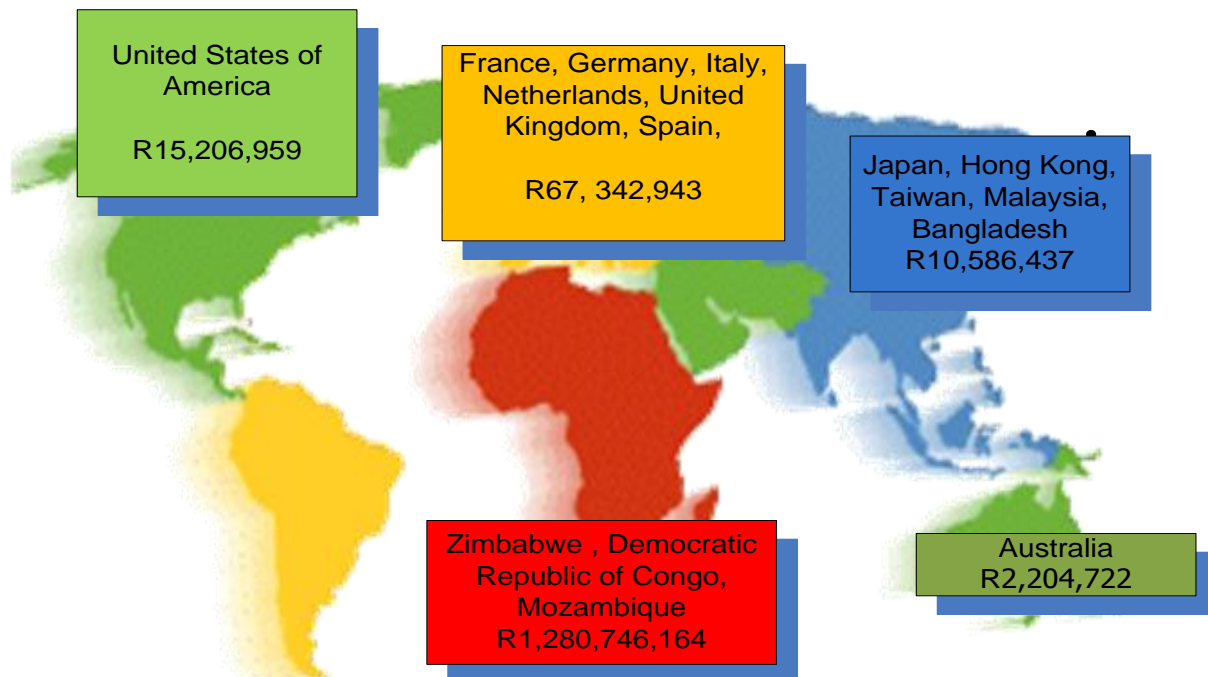 United States of
America
R15,206,959
France, Germany, Italy,
Netherlands, United
Kingdom, Spain,
R67, 342,943
Japan, Hong Kong,
Taiwan, Malaysia,
Bangladesh
R10,586,437
Zimbabwe , Democratic
Republic of Congo,
Mozambique
R1,280,746,164
Australia
R2,204,722